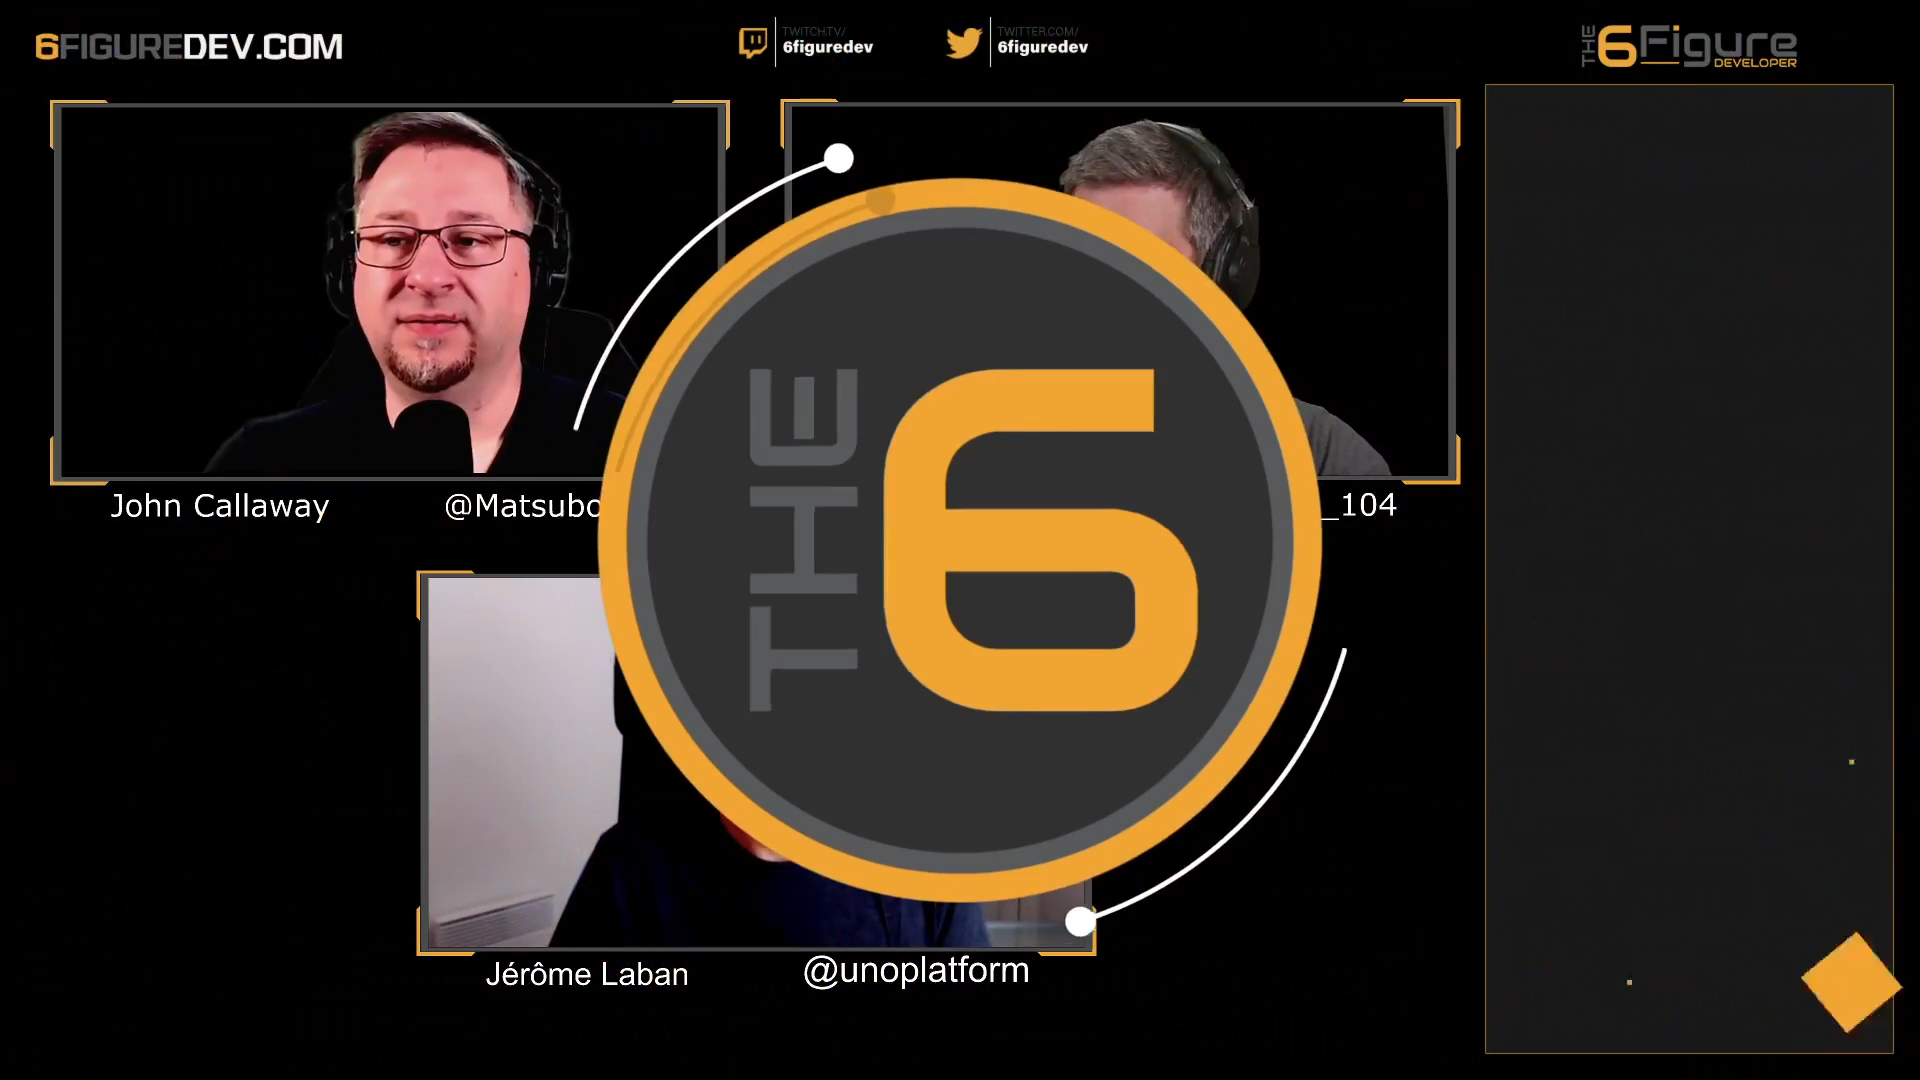 6FIGUREDEV.COM
TWITCH.TV/
6figuredev
TWITTER.COM/
6figuredev
THE 6Figure
DEVELOPER
THE 6
John Callaway
@Matsubo
_104
Jérôme Laban
@unoplatform